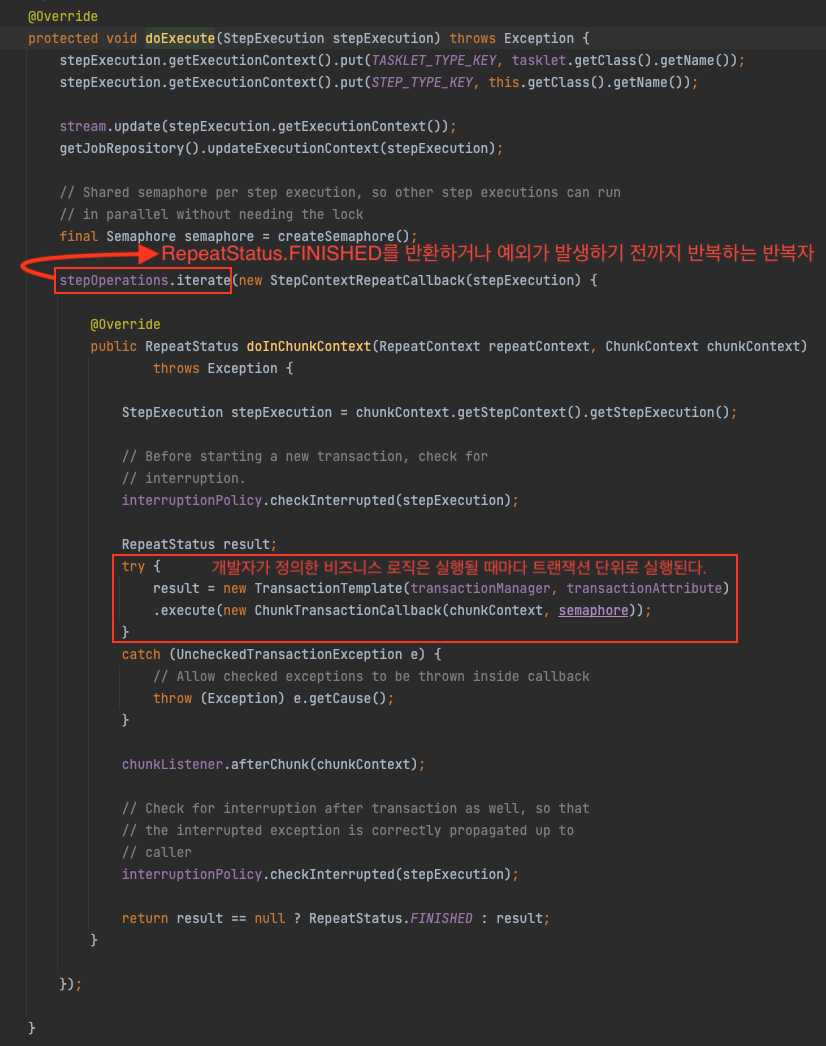 @Override
protected void doExecute(StepExecution stepExecution) throws Exception {
stepExecution.getExecutionContext().put(TASKLET_TYPE_KEY, tasklet.getClass().getName());
stepExecution.getExecutionContext().put(STEP_TYPE_KEY, this.getClass().getName());
stream.update(stepExecution.getExecutionContext());
getJobRepository().updateExecutionContext(stepExecution);
// Shared semaphore per step execution, so other step executions can run
// in parallel without needing the lock
final Semaphore semaphore = createSemaphore();
RepeatStatus.FINISHED를 반환하거나 예외가 발생하기 전까지 반복하는 반복자
stepOperations.iterate(new StepContextRepeatCallback(stepExecution) {
@Override
public RepeatStatus doInChunkContext(RepeatContext repeatContext, ChunkContext chunkContext)
throws Exception {
StepExecution stepExecution = chunkContext.getStepContext().getStepExecution();
// Before starting a new transaction, check for
// interruption.
interruptionPolicy.checkInterrupted(stepExecution);
RepeatStatus result;
try { 개발자가 정의한 비즈니스 로직은 실행될 때마다 트랜잭션 단위로 실행된다.
result = new TransactionTemplate(transactionManager, transactionAttribute)
.execute(new ChunkTransactionCallback(chunkContext, semaphore));
}
catch (UncheckedTransactionException e) {
// Allow checked exceptions to be thrown inside callback
throw (Exception) e.getCause();
}
chunkListener.afterChunk(chunkContext);
// Check for interruption after transaction as well, so that
// the interrupted exception is correctly propagated up to
// caller
interruptionPolicy.checkInterrupted(stepExecution);
return result == null ? RepeatStatus.FINISHED : result;
}
});
}